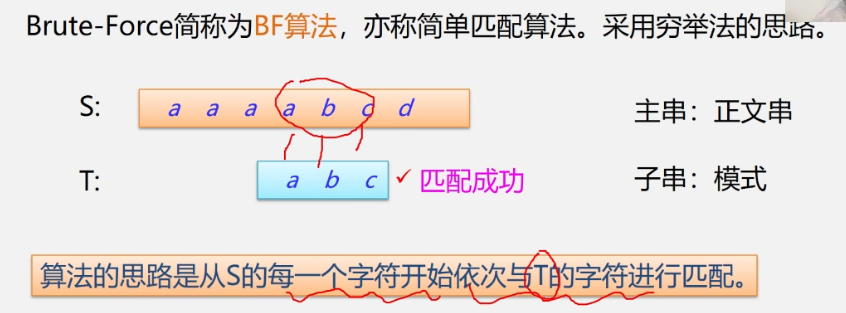 Brute-Force简称为BF算法，亦称简单匹配算法。采用穷举法的思路。
S: a a a a b c d 主串：正文串
T: a b c ✓ 匹配成功 子串：模式
算法的思路是从S的每一个字符开始依次与T的字符进行匹配。